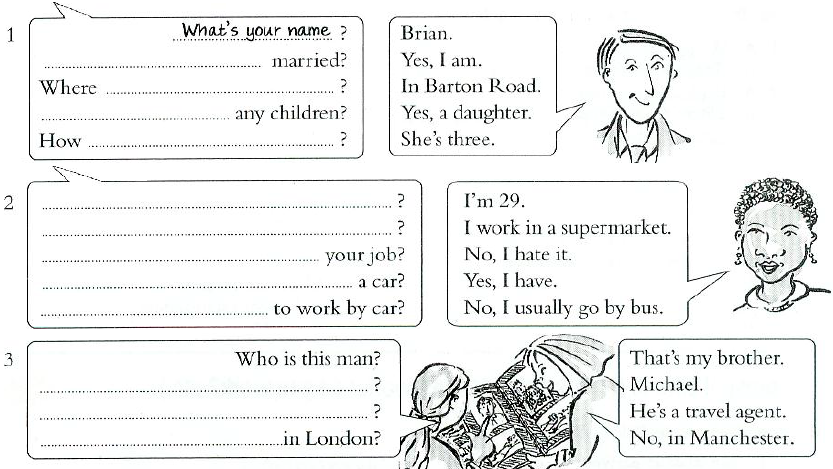 1
What's your name ?
married?
Where ?
any children?
How ?
Brian.
Yes, I am.
In Barton Road.
Yes, a daughter.
She's three.
2
?
?
your job?
a car?
to work by car?
I'm 29.
I work in a supermarket.
No, I hate it.
Yes, I have.
No, I usually go by bus.
3
Who is this man?
?
?
in London?
That's my brother.
Michael.
He's a travel agent.
No, in Manchester.